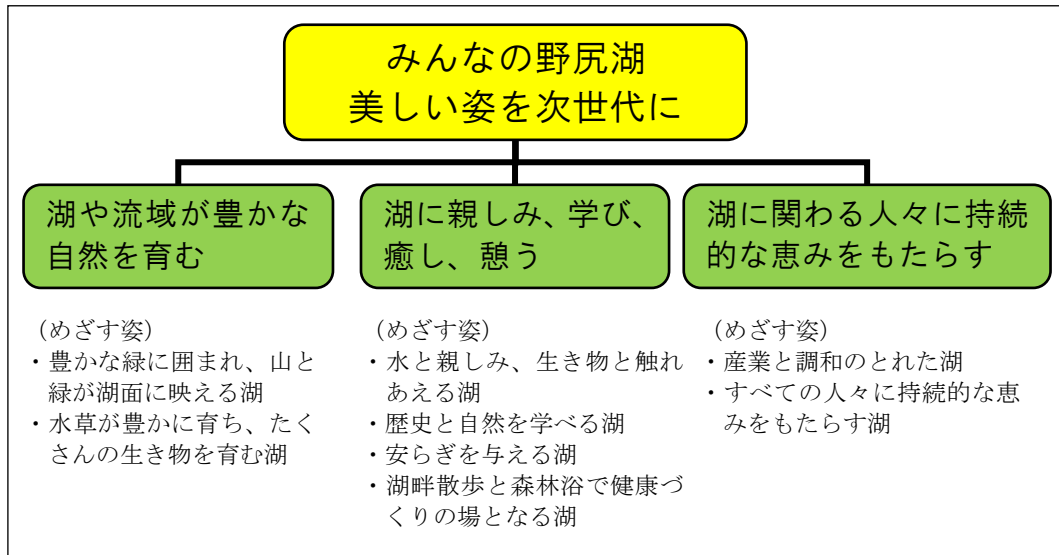 みんなの野尻湖
美しい姿を次世代に
湖や流域が豊かな
自然を育む
(めざす姿)
・豊かな緑に囲まれ、山と
緑が湖面に映える湖
・水草が豊かに育ち、たく
さんの生き物を育む湖
湖に親しみ、学び、
癒し、憩う
(めざす姿)
・水と親しみ、生き物と触れ
あえる湖
・歴史と自然を学べる湖
・安らぎを与える湖
・湖畔散歩と森林浴で健康づ
くりの場となる湖
湖に関わる人々に持続
的な恵みをもたらす
(めざす姿)
・産業と調和のとれた湖
・すべての人々に持続的な恵
みをもたらす湖